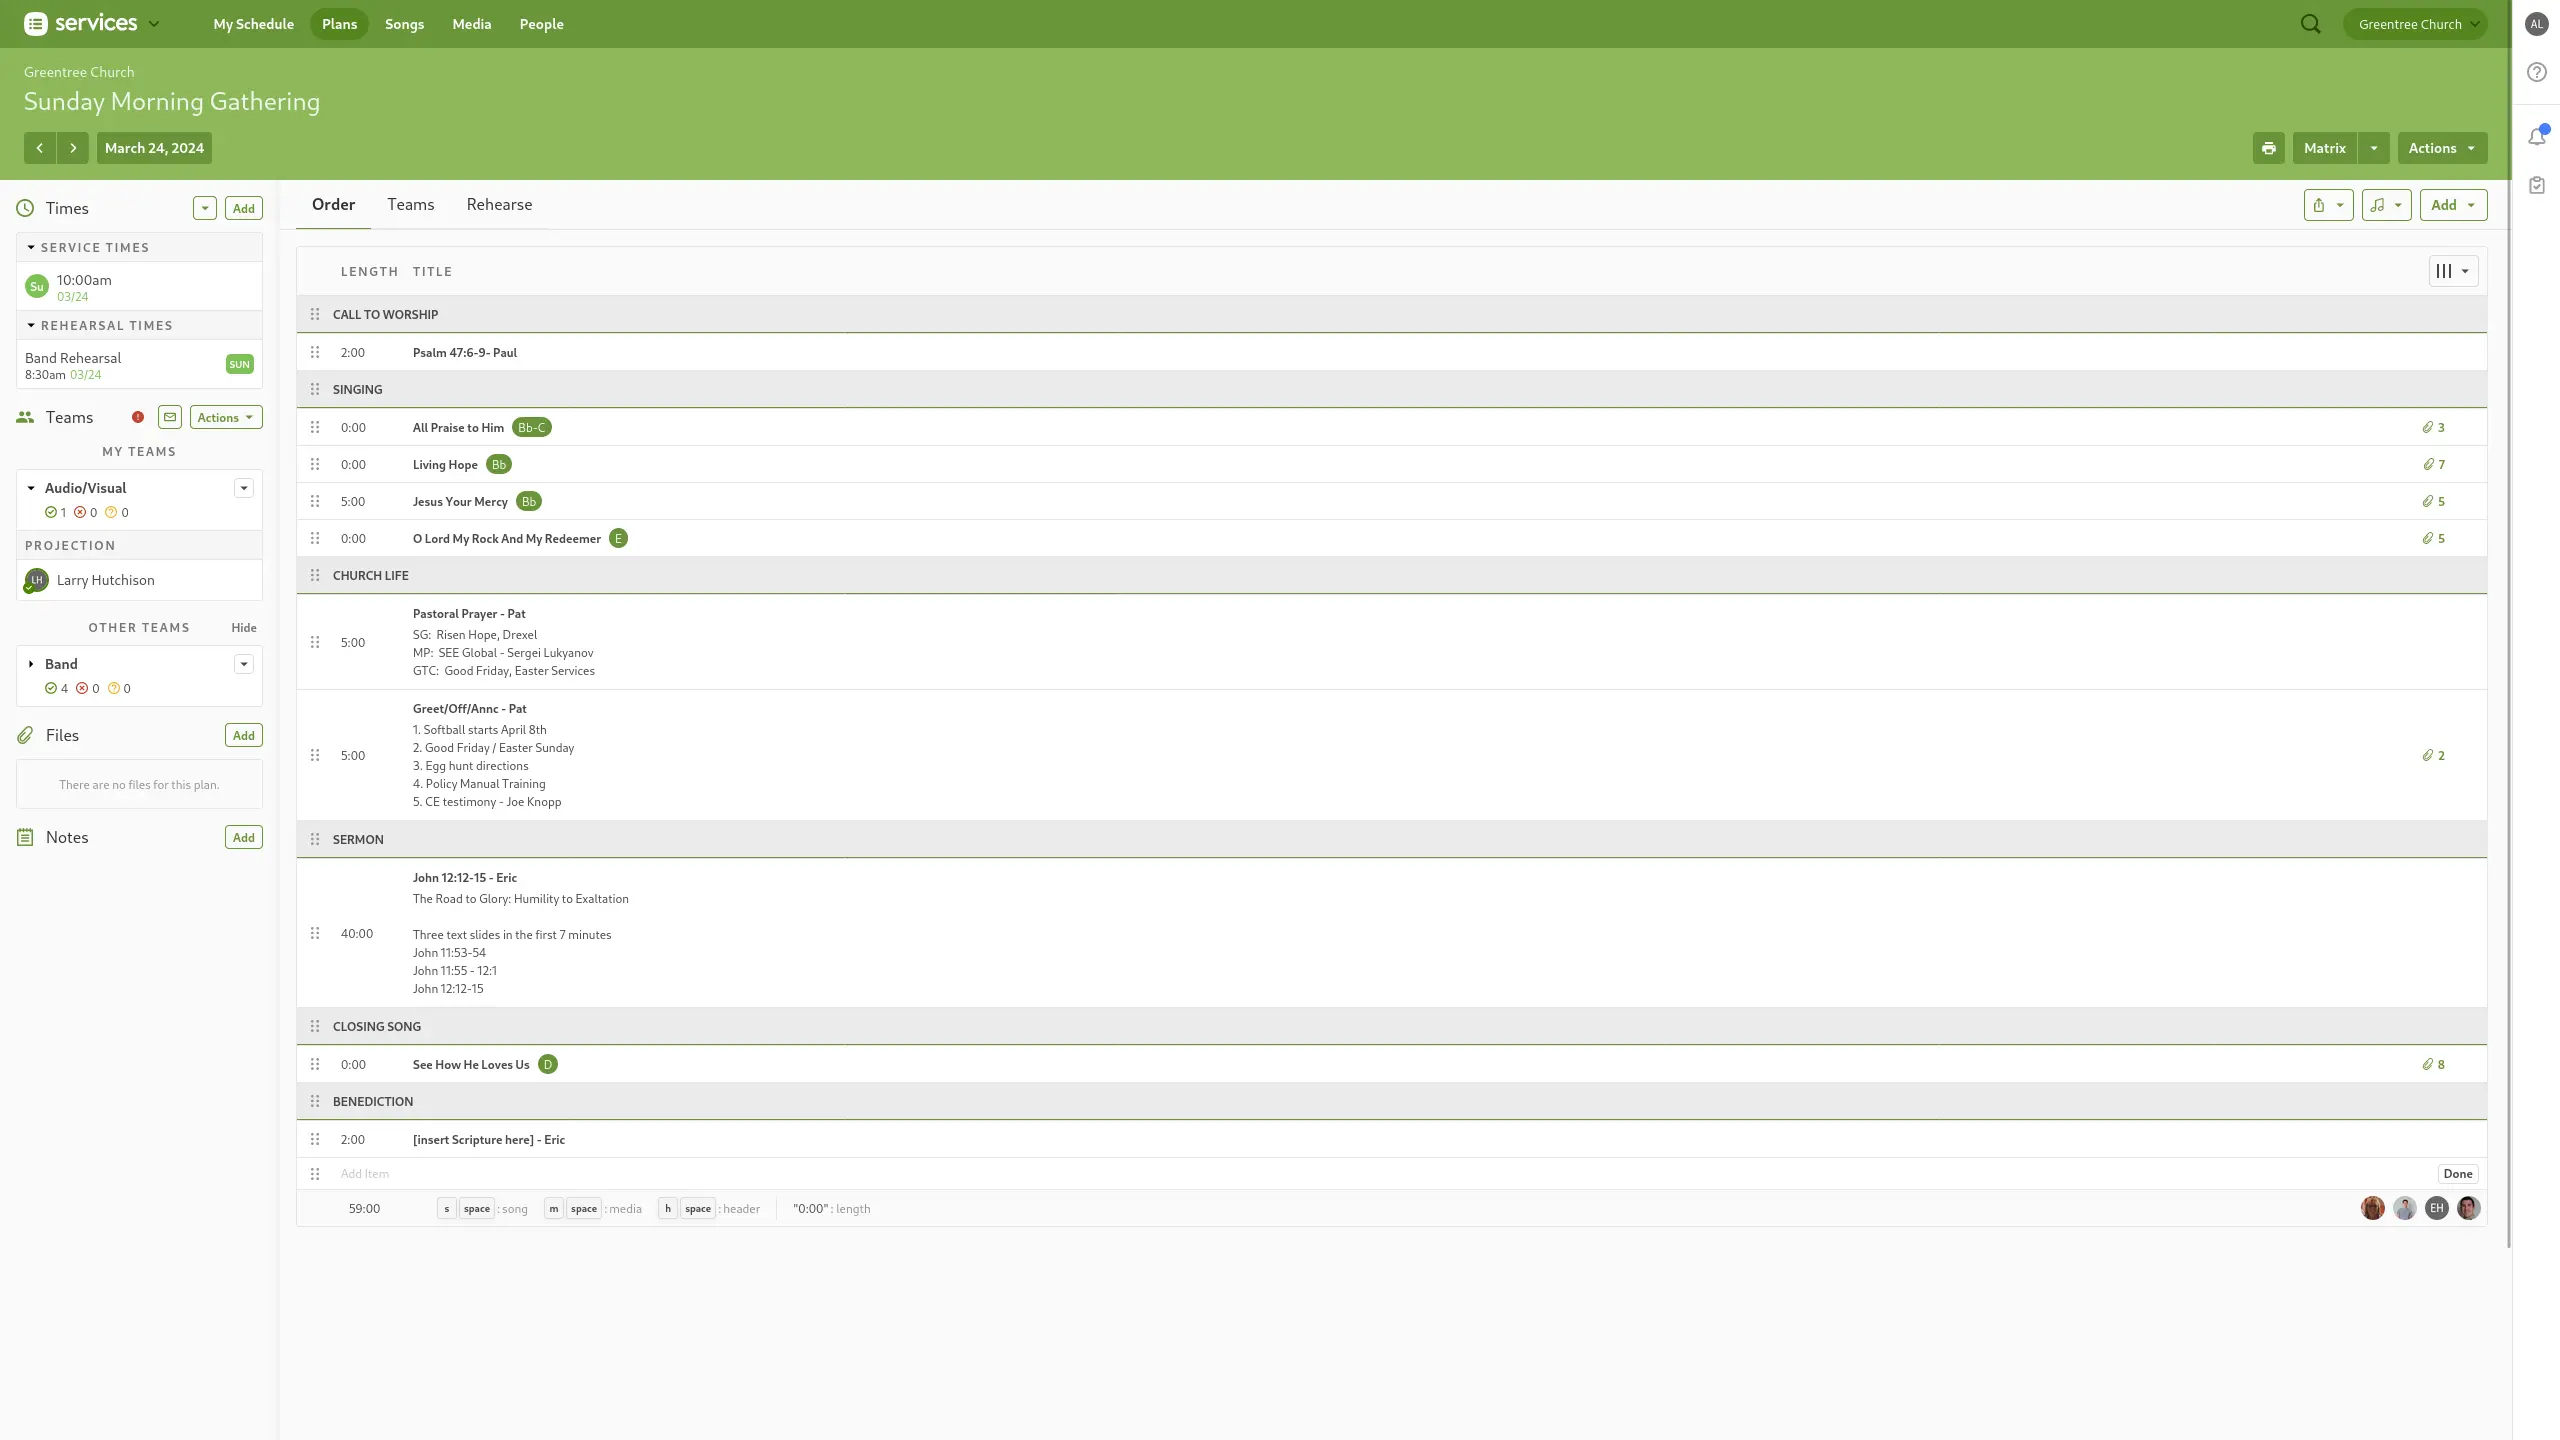 services
My Schedule
Plans
Songs
Media
People
Greentree Church
AL
Greentree Church
Sunday Morning Gathering
March 24, 2024
Matrix
Actions
Times
Add
SERVICE TIMES
Su
10:00am
03/24
REHEARSAL TIMES
Band Rehearsal
8:30am 03/24
SUN
Teams
Actions
MY TEAMS
Audio/Visual
1 0 0
PROJECTION
LH
Larry Hutchison
OTHER TEAMS
Hide
Band
4 0 0
Files
Add
There are no files for this plan.
Notes
Add
Order
Teams
Rehearse
Add
LENGTH TITLE
CALL TO WORSHIP
2:00 Psalm 47:6-9- Paul
SINGING
0:00 All Praise to Him Bb-C 3
0:00 Living Hope Bb 7
5:00 Jesus Your Mercy Bb 5
0:00 O Lord My Rock And My Redeemer E 5
CHURCH LIFE
5:00
Pastoral Prayer - Pat
SG: Risen Hope, Drexel
MP: SEE Global - Sergei Lukyanov
GTC: Good Friday, Easter Services
5:00
Greet/Off/Annc - Pat
1. Softball starts April 8th
2. Good Friday / Easter Sunday
3. Egg hunt directions
4. Policy Manual Training
5. CE testimony - Joe Knopp
2
SERMON
40:00
John 12:12-15 - Eric
The Road to Glory: Humility to Exaltation
Three text slides in the first 7 minutes
John 11:53-54
John 11:55 - 12:1
John 12:12-15
CLOSING SONG
0:00 See How He Loves Us D 8
BENEDICTION
2:00 [insert Scripture here] - Eric
Add Item
Done
59:00 s space : song m space : media h space : header "0:00" : length
EH